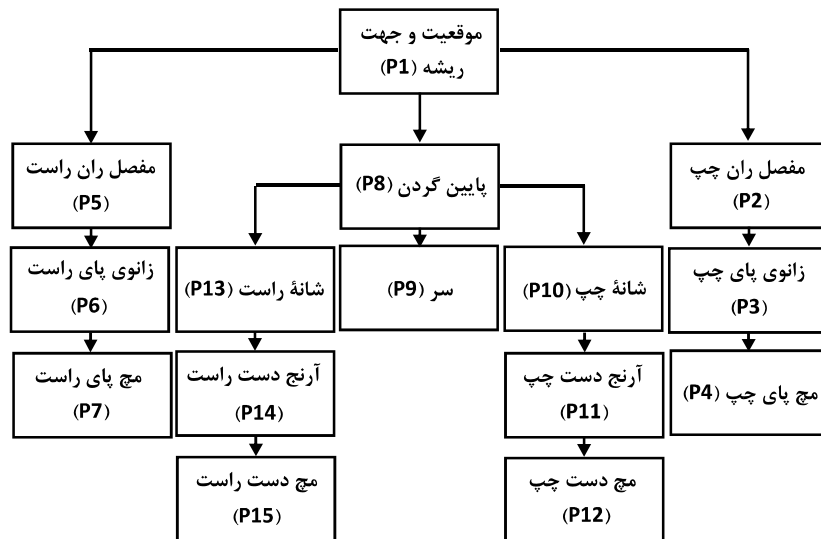 موقعیت و جهت
ریشه (P1)
مفصل ران راست
(P5)
پایین گردن (P8)
مفصل ران چپ
(P2)
زانوی پای راست
(P6)
شانهٔ راست (P13)
سر (P9)
شانهٔ چپ (P10)
زانوی پای چپ
(P3)
مچ پای راست
(P7)
آرنج دست راست
(P14)
آرنج دست چپ
(P11)
مچ پای چپ (P4)
مچ دست راست
(P15)
مچ دست چپ
(P12)